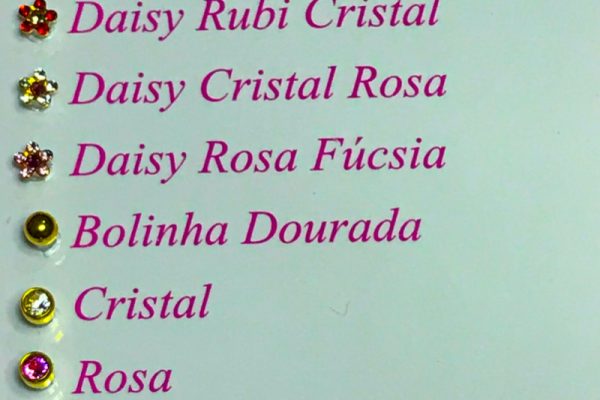 Daisy Rubi Cristal
Daisy Cristal Rosa
Daisy Rosa Fúcsia
Bolinha Dourada
Cristal
Rosa